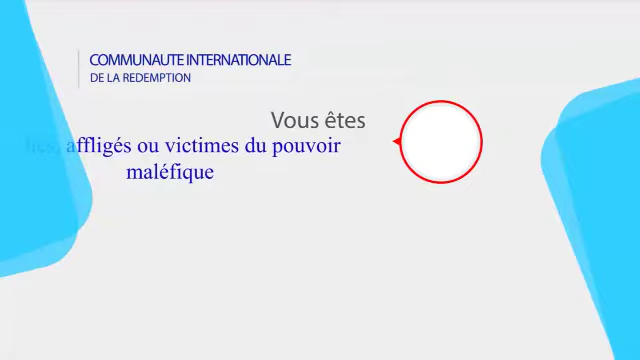 COMMUNAUTE INTERNATIONALE
DE LA REDEMPTION
Vous êtes
affligés ou victimes du pouvoir
maléfique